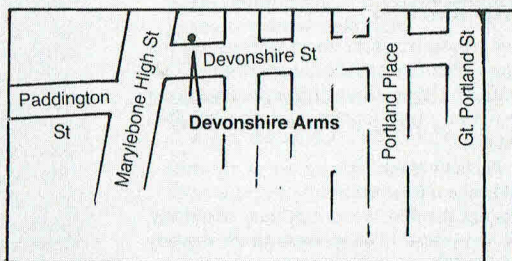 Devonshire St
Paddington
St
Marylebone High St
Devonshire Arms
Portland Place
Gt. Portland St